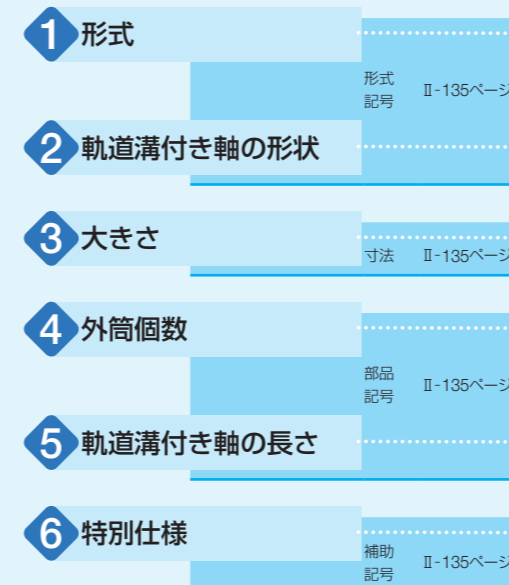 1 形式
形式
記号 Ⅱ-135ページ
2 軌道溝付き軸の形状
3 大きさ
寸法 Ⅱ-135ページ
4 外筒個数
部品
記号 Ⅱ-135ページ
5 軌道溝付き軸の長さ
6 特別仕様
補助
記号 Ⅱ-135ページ